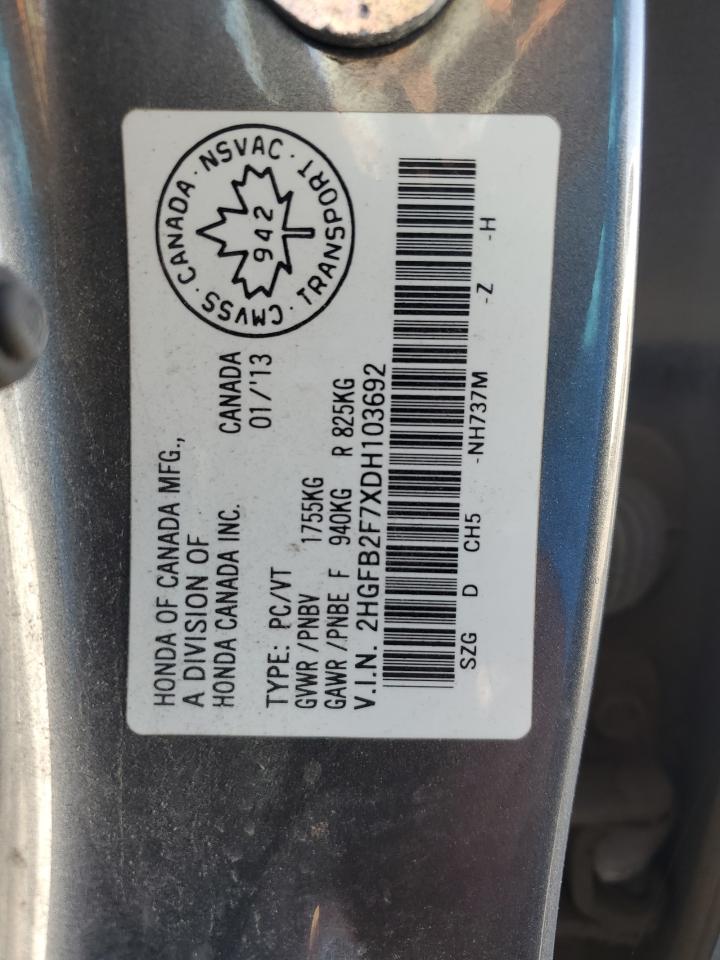 HONDA OF CANADA MFG.,
A DIVISION OF
HONDA CANADA INC.
CANADA
01/'13
CMVSS · CANADA · NSVAC · TRANSPORT ·
942
TYPE: PC/VT
GVWR /PNBV 1755KG
GAWR /PNBE F 940KG R 825KG
V.I.N. 2HGFB2F7XDH103692
SZG D CH5 -NH737M -Z -H